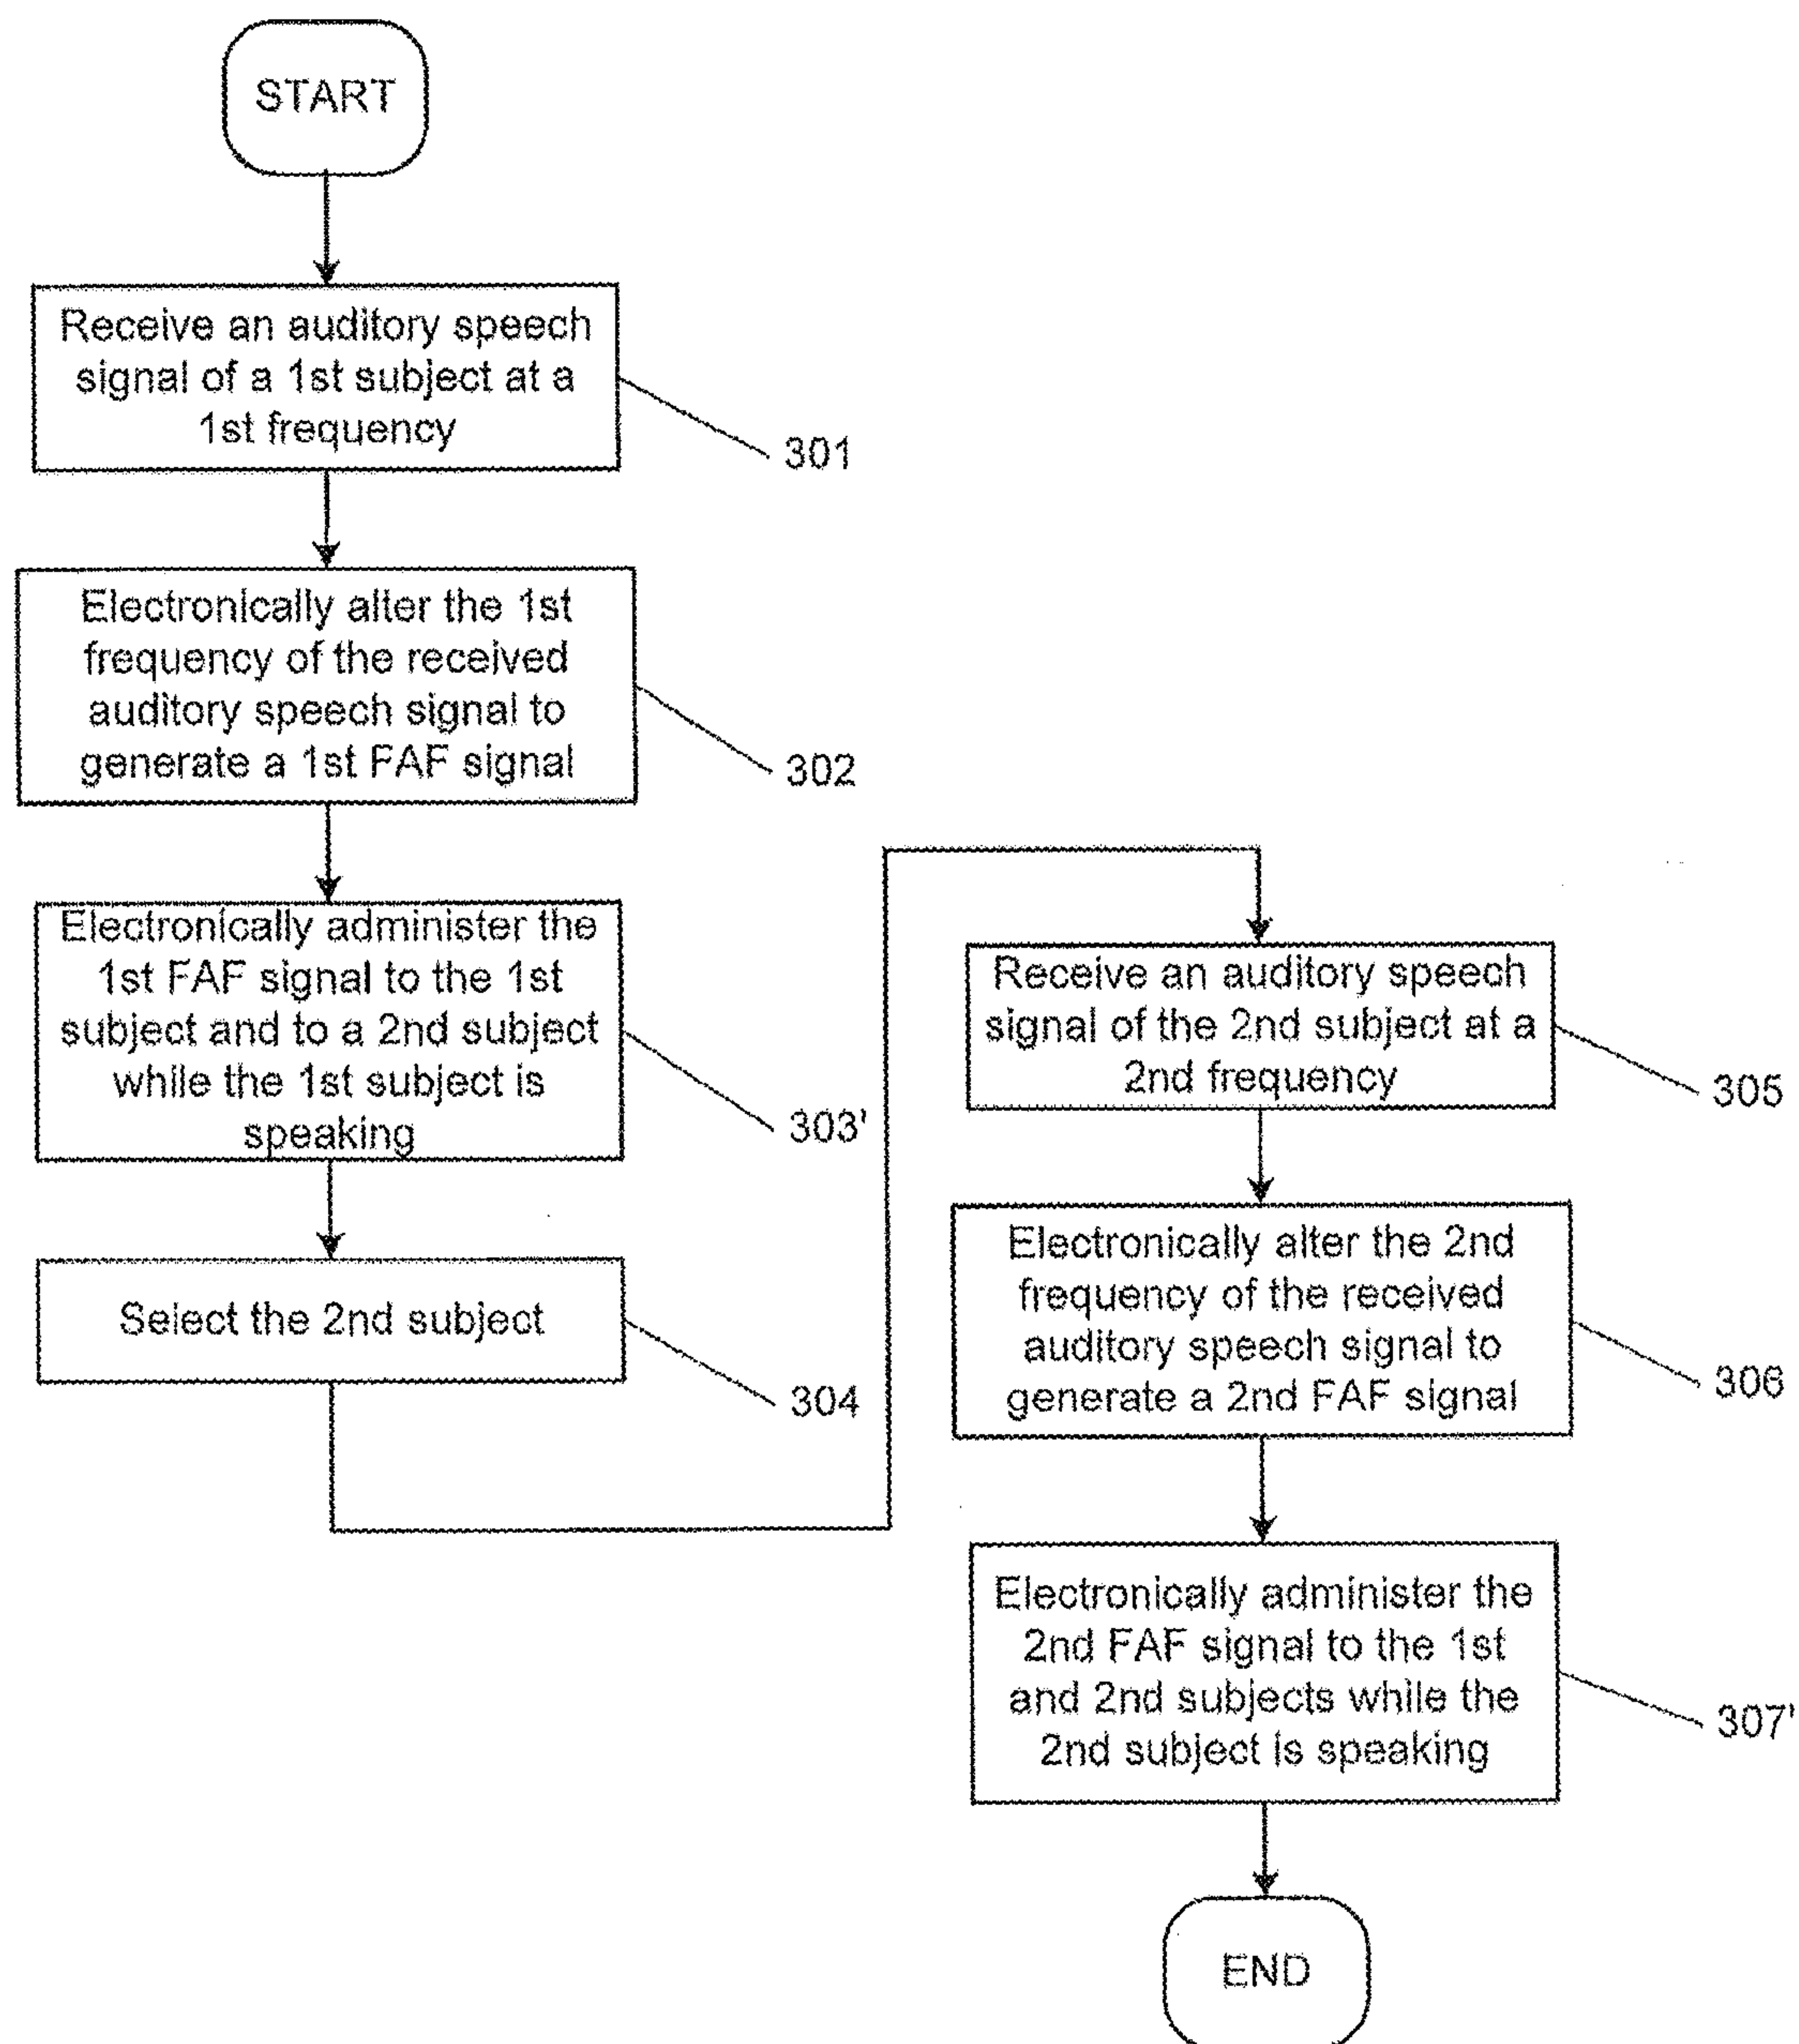 START
Receive an auditory speech
signal of a 1st subject at a
1st frequency
301
Electronically alter the 1st
frequency of the received
auditory speech signal to
generate a 1st FAF signal
302
Electronically administer the
1st FAF signal to the 1st
subject and to a 2nd subject
while the 1st subject is
speaking
303'
Select the 2nd subject
304
Receive an auditory speech
signal of the 2nd subject at a
2nd frequency
305
Electronically alter the 2nd
frequency of the received
auditory speech signal to
generate a 2nd FAF signal
306
Electronically administer the
2nd FAF signal to the 1st
and 2nd subjects while the
2nd subject is speaking
307'
END